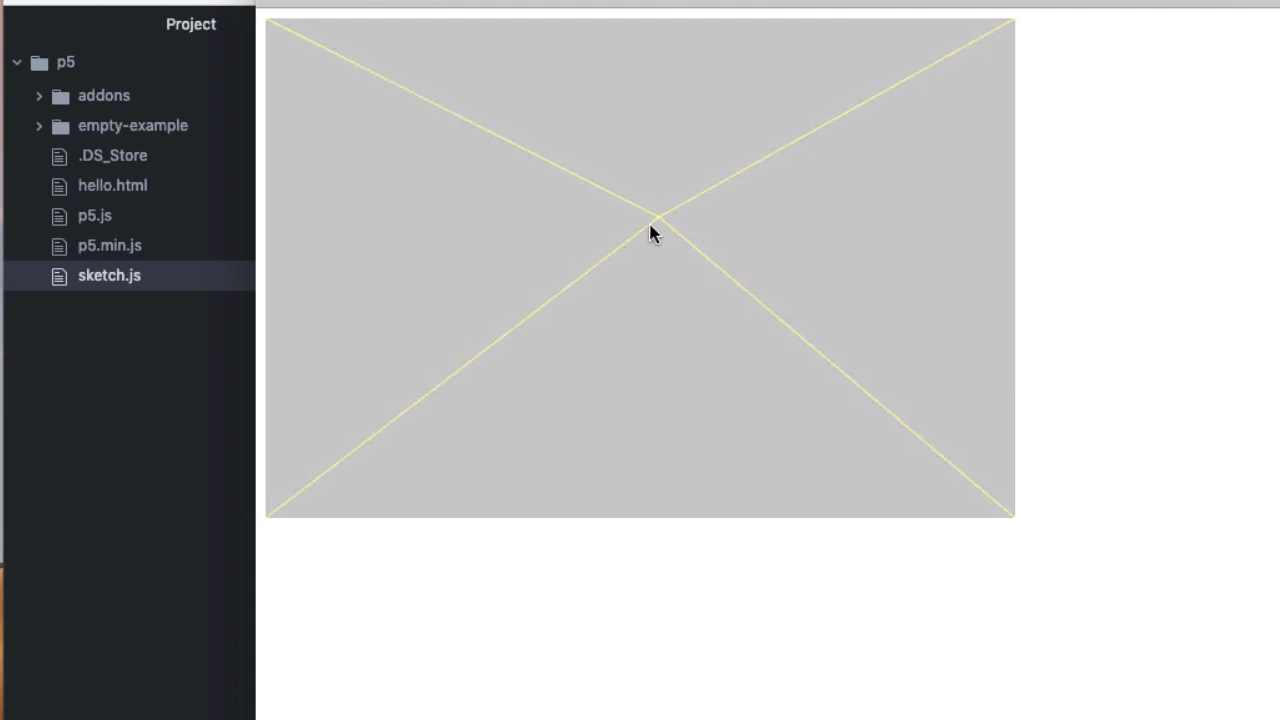 Project
p5
addons
empty-example
.DS_Store
hello.html
p5.js
p5.min.js
sketch.js